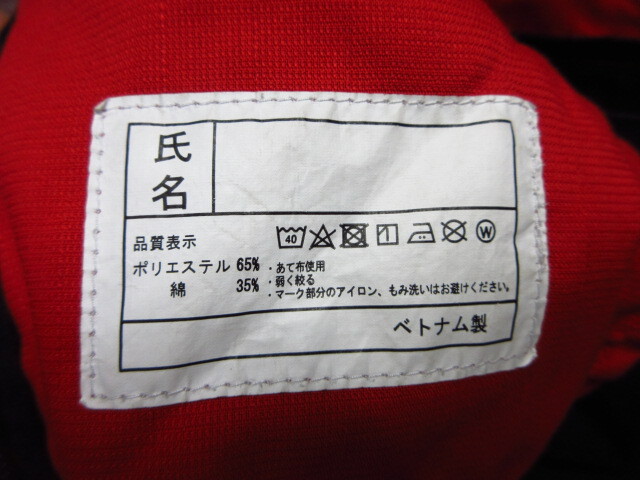 氏名
40
W
品質表示
ポリエステル 65%
綿 35%
・あて布使用
・弱く絞る
・マーク部分のアイロン、もみ洗いはお避けください。
ベトナム製